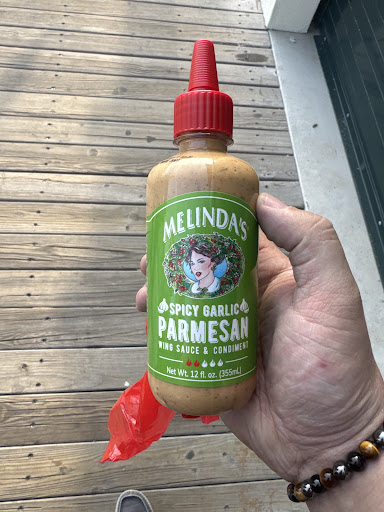 MELINDA'S
SPICY GARLIC
PARMESAN
WING SAUCE & CONDIMENT
Net Wt. 12 fl. oz. (355mL)